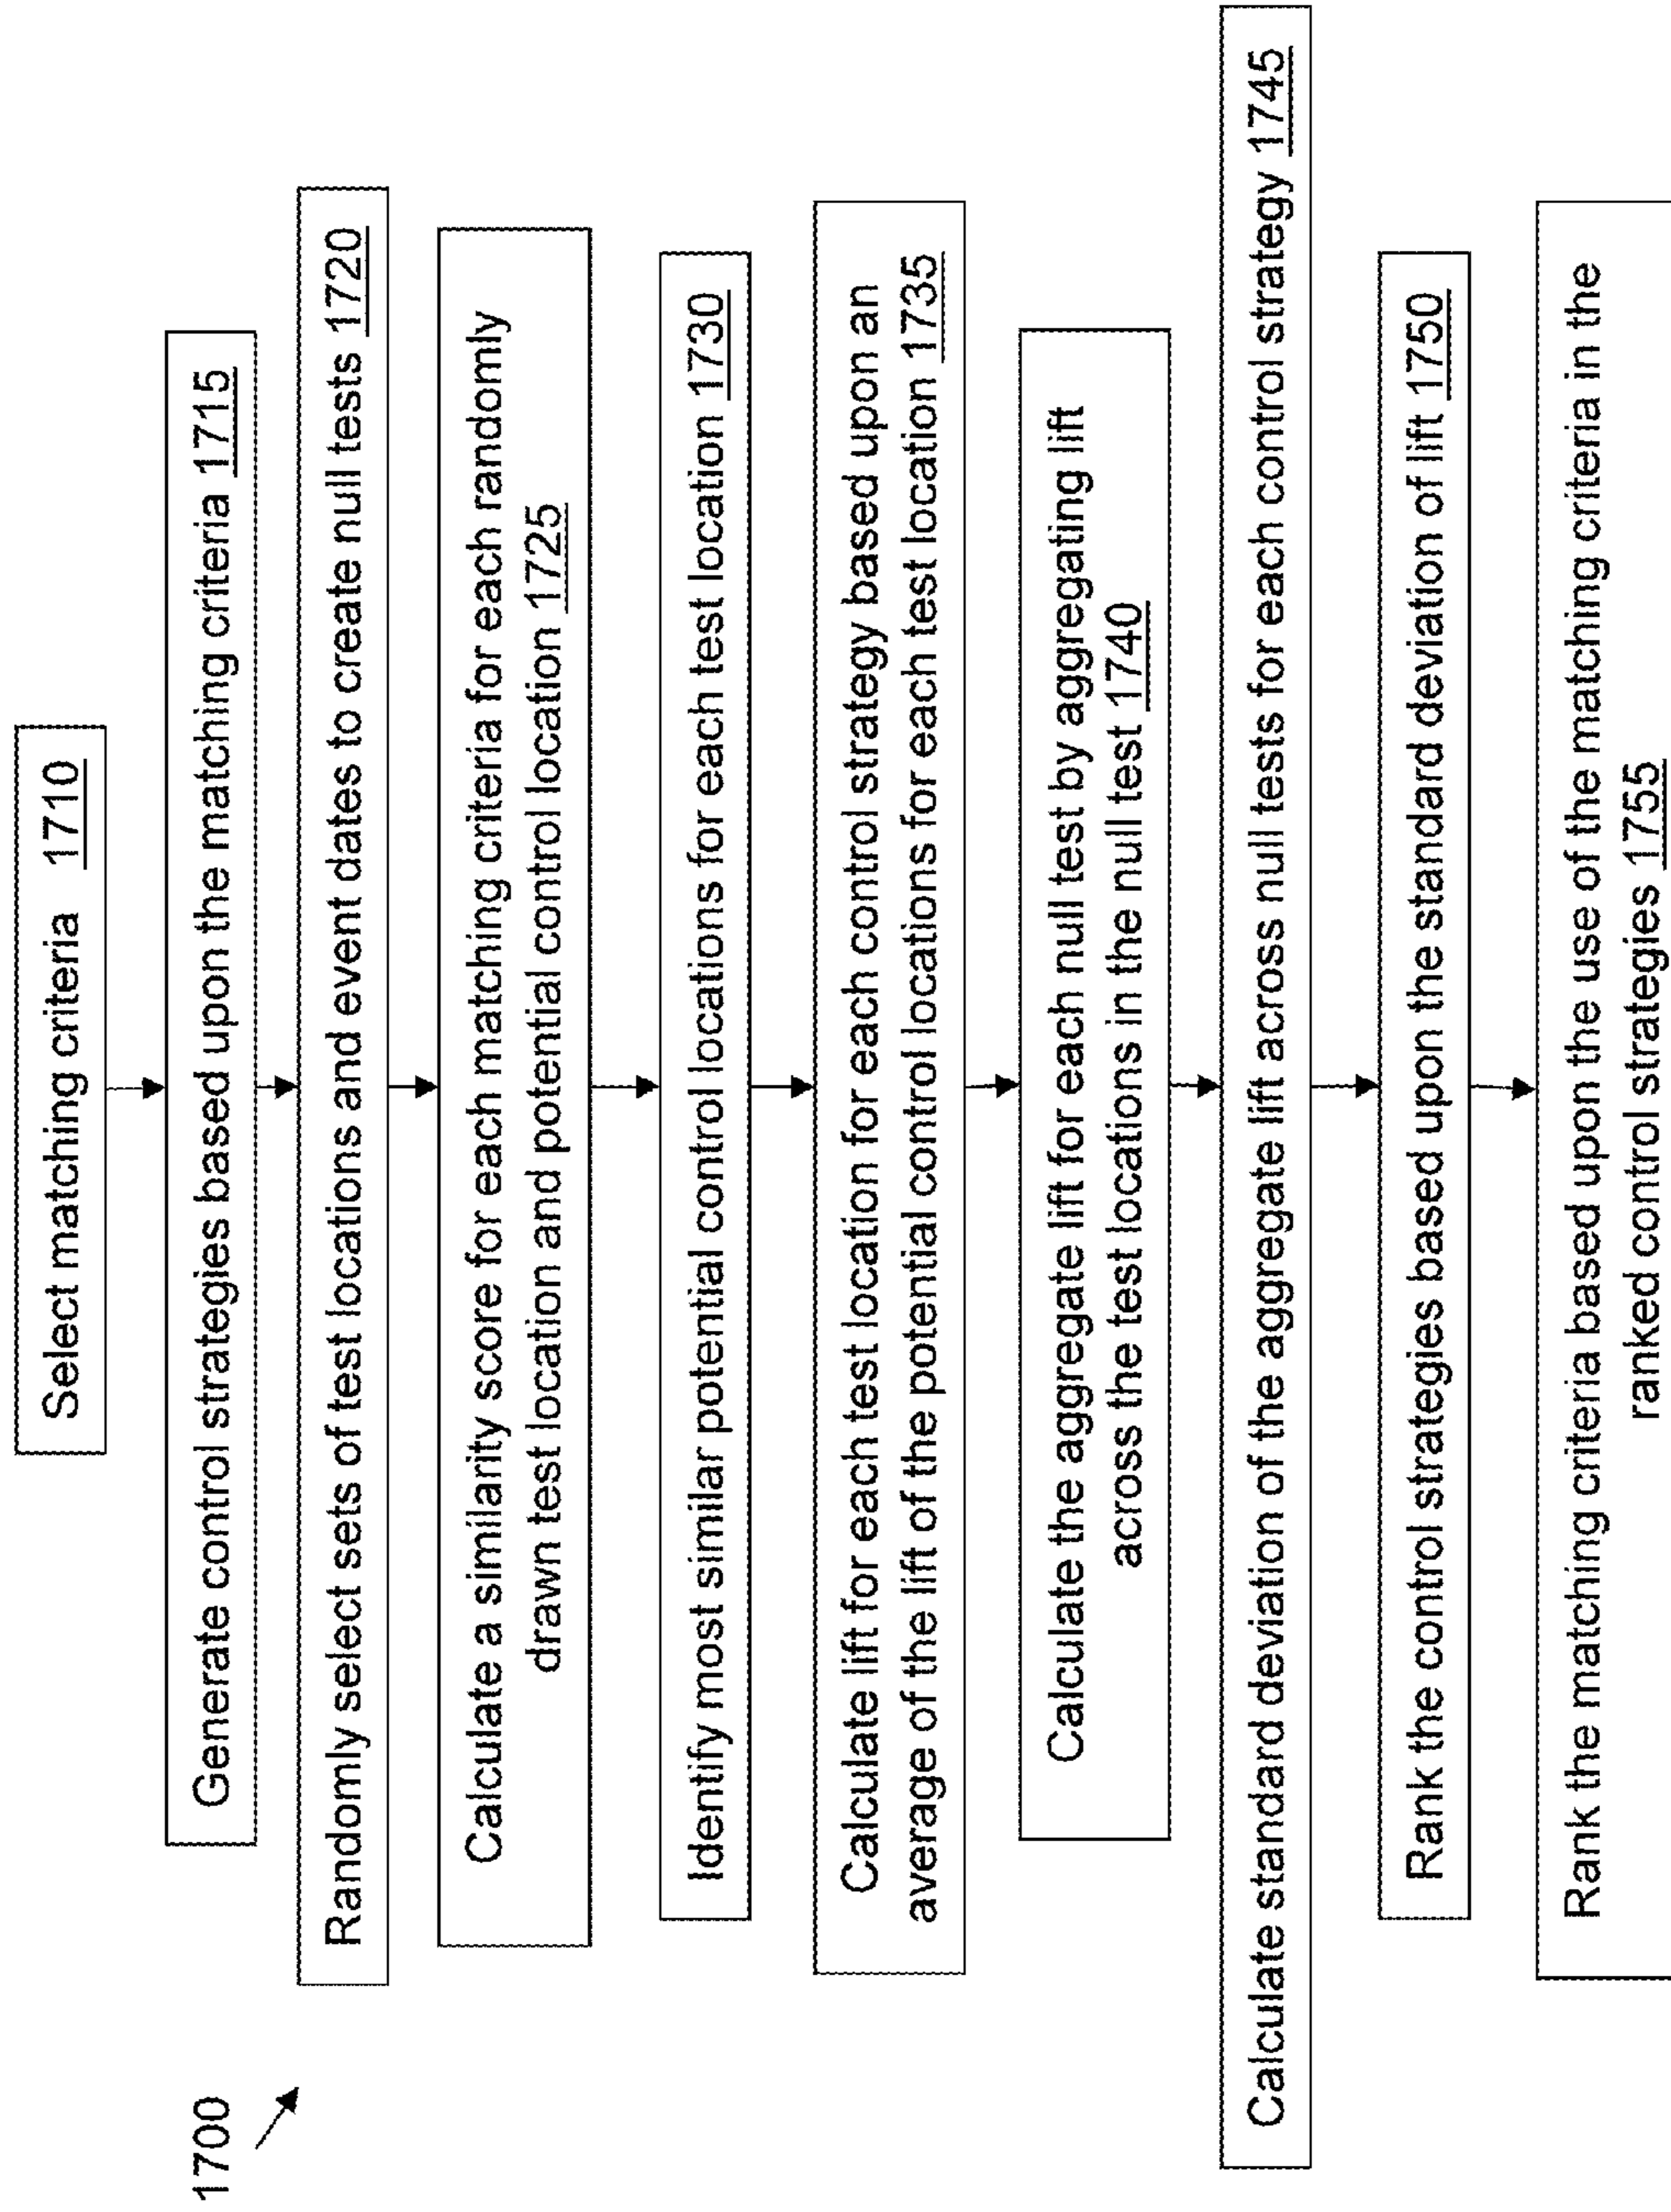 1700
Select matching criteria 1710
Generate control strategies based upon the matching criteria 1715
Randomly select sets of test locations and event dates to create null tests 1720
Calculate a similarity score for each matching criteria for each randomly
drawn test location and potential control location 1725
Identify most similar potential control locations for each test location 1730
Calculate lift for each test location for each control strategy based upon an
average of the lift of the potential control locations for each test location 1735
Calculate the aggregate lift for each null test by aggregating lift
across the test locations in the null test 1740
Calculate standard deviation of the aggregate lift across null tests for each control strategy 1745
Rank the control strategies based upon the standard deviation of lift 1750
Rank the matching criteria based upon the use of the matching criteria in the
ranked control strategies 1755